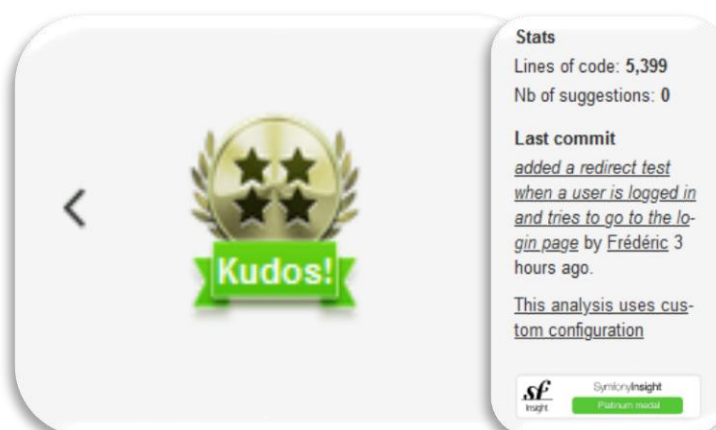 Kudos!
Stats
Lines of code: 5,399
Nb of suggestions: 0
Last commit
added a redirect test
when a user is logged in
and tries to go to the lo-
gin page by Frédéric 3
hours ago.
This analysis uses cus-
tom configuration
sf
Insight
SymfonyInsight
Platinum medal